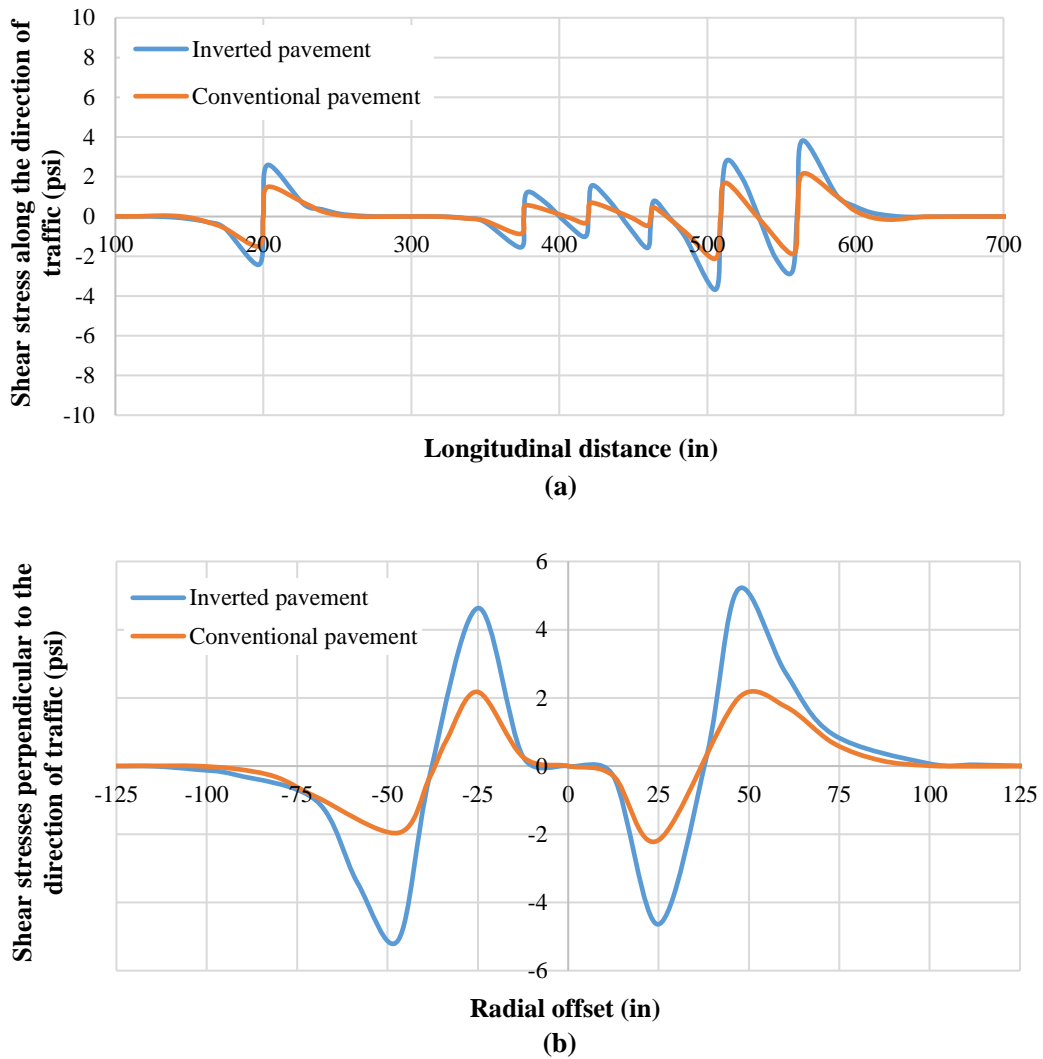 Shear stress along the direction of
traffic (psi)
10
8
6
4
2
0
-2
-4
-6
-8
-10
Inverted pavement
Conventional pavement
100 200 300 400 500 600 700
Longitudinal distance (in)
(a)
Shear stresses perpendicular to the
direction of traffic (psi)
6
4
2
0
-2
-4
-6
Inverted pavement
Conventional pavement
-125 -100 -75 -50 -25 0 25 50 75 100 125
Radial offset (in)
(b)